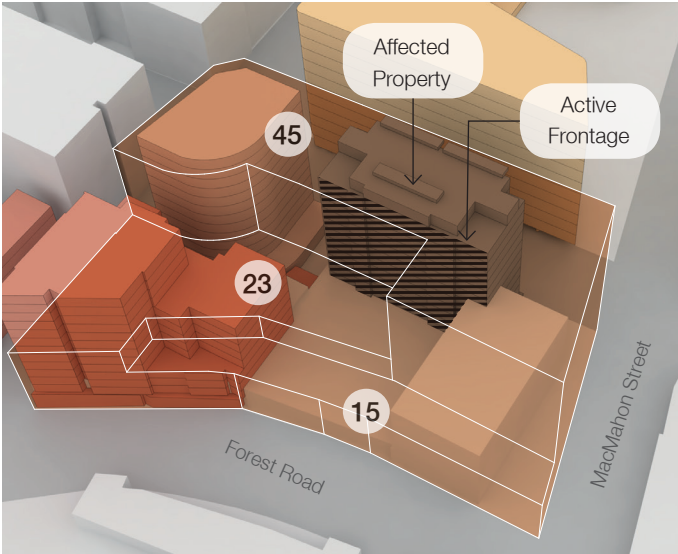 Affected
Property
Active
Frontage
45
23
15
Forest Road
MacMahon Street